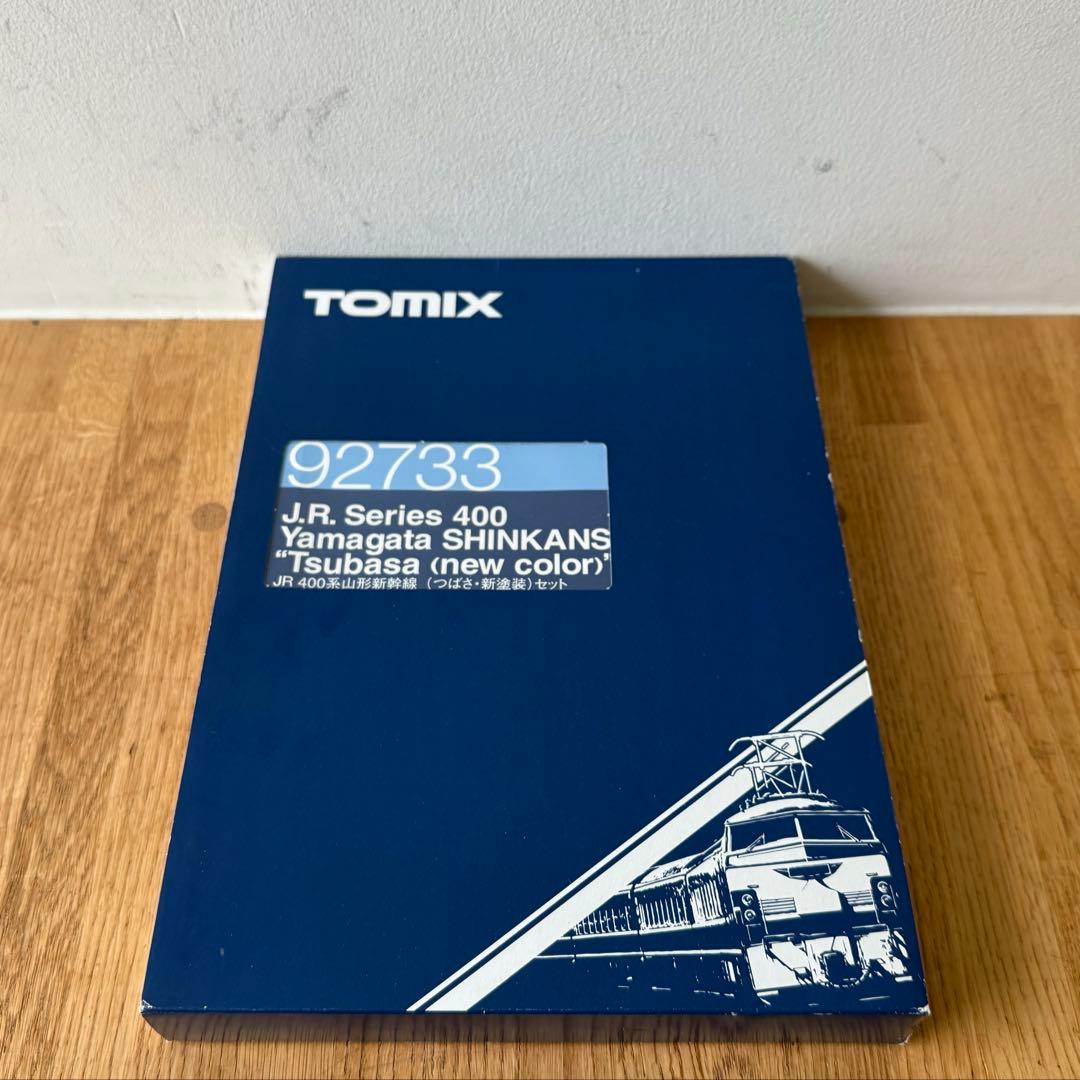 TOMIX
92733
J.R. Series 400
Yamagata SHINKANS
“Tsubasa (new color)”
JR 400系山形新幹線 (つばさ・新塗装)セット